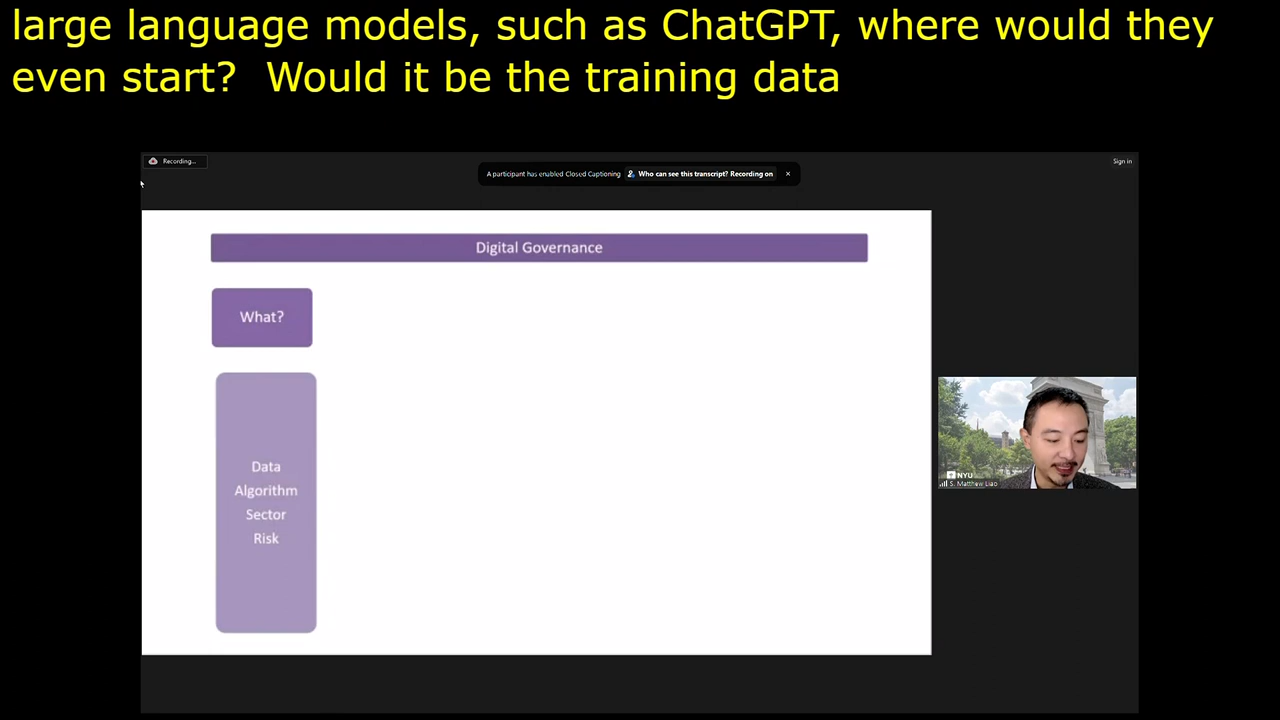 large language models, such as ChatGPT, where would they
even start?  Would it be the training data
Recording...
A participant has enabled Closed Captioning
Who can see this transcript? Recording on
Sign in
Digital Governance
What?
Data
Algorithm
Sector
Risk
NYU
S. Matthew Liao